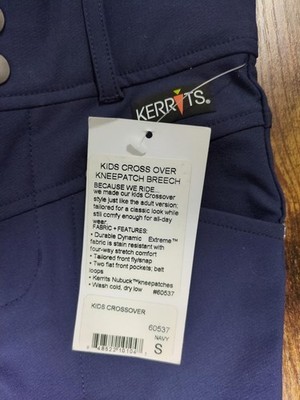 KERRITS®
KIDS CROSS OVER
KNEEPATCH BREECH
BECAUSE WE RIDE...
we made our kids Crossover
style just like the adult version;
tailored for a classic look while
still comfy enough for all-day
wear.
FABRIC + FEATURES:
• Durable Dynamic Extreme™
fabric is stain resistant with
four-way stretch comfort
• Tailored front fly/snap
• Two flat front pockets; belt
loops
• Kerrits Nubuck™kneepatches
• Wash cold, dry low #60537
KIDS CROSSOVER
60537
NAVY
S